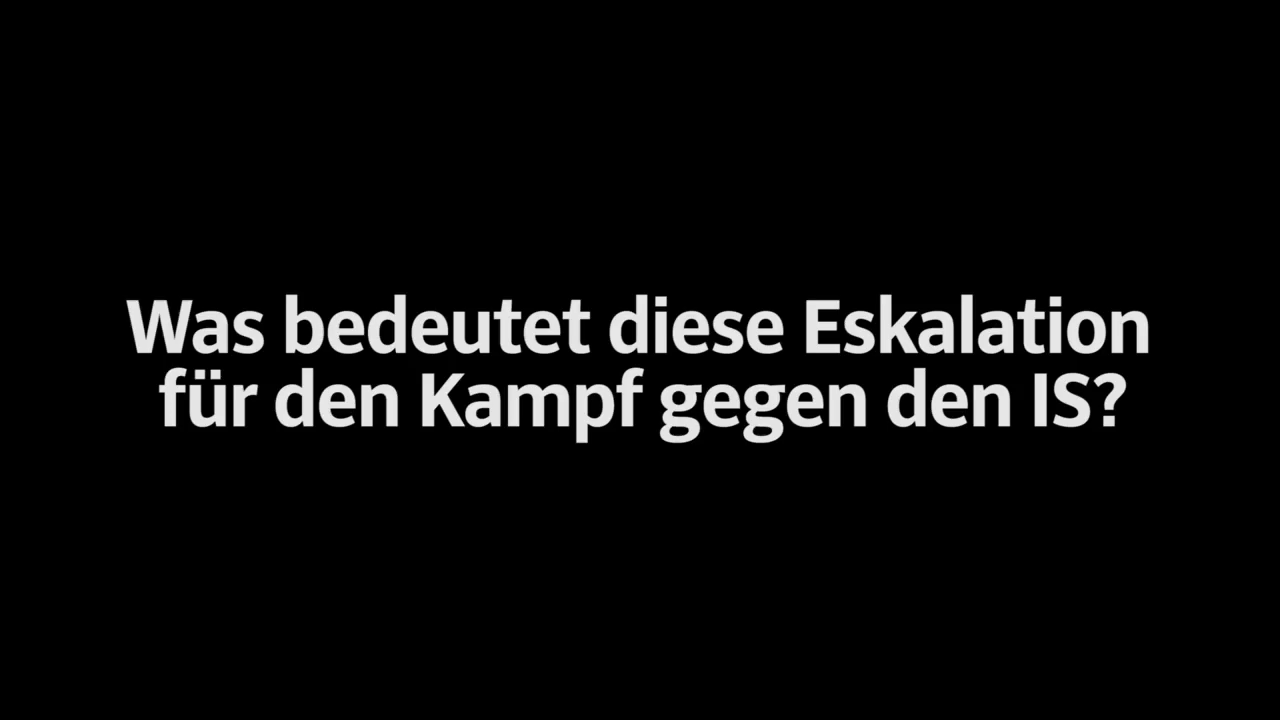 Was bedeutet diese Eskalation
für den Kampf gegen den IS?